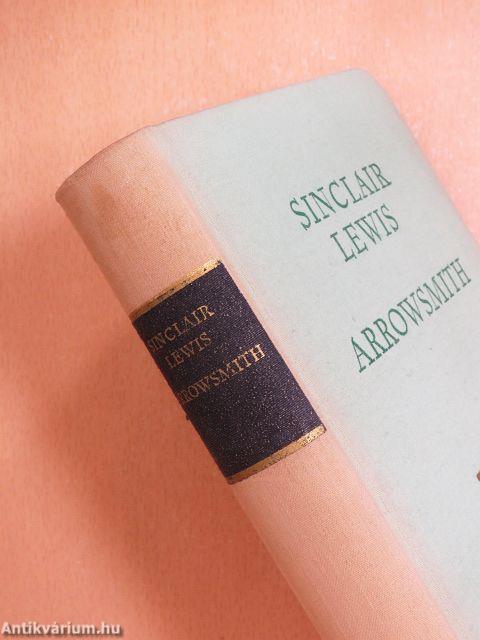 SINCLAIR
LEWIS
ARROWSMITH
SINCLAIR
LEWIS
ARROWSMITH
Antikvárium.hu